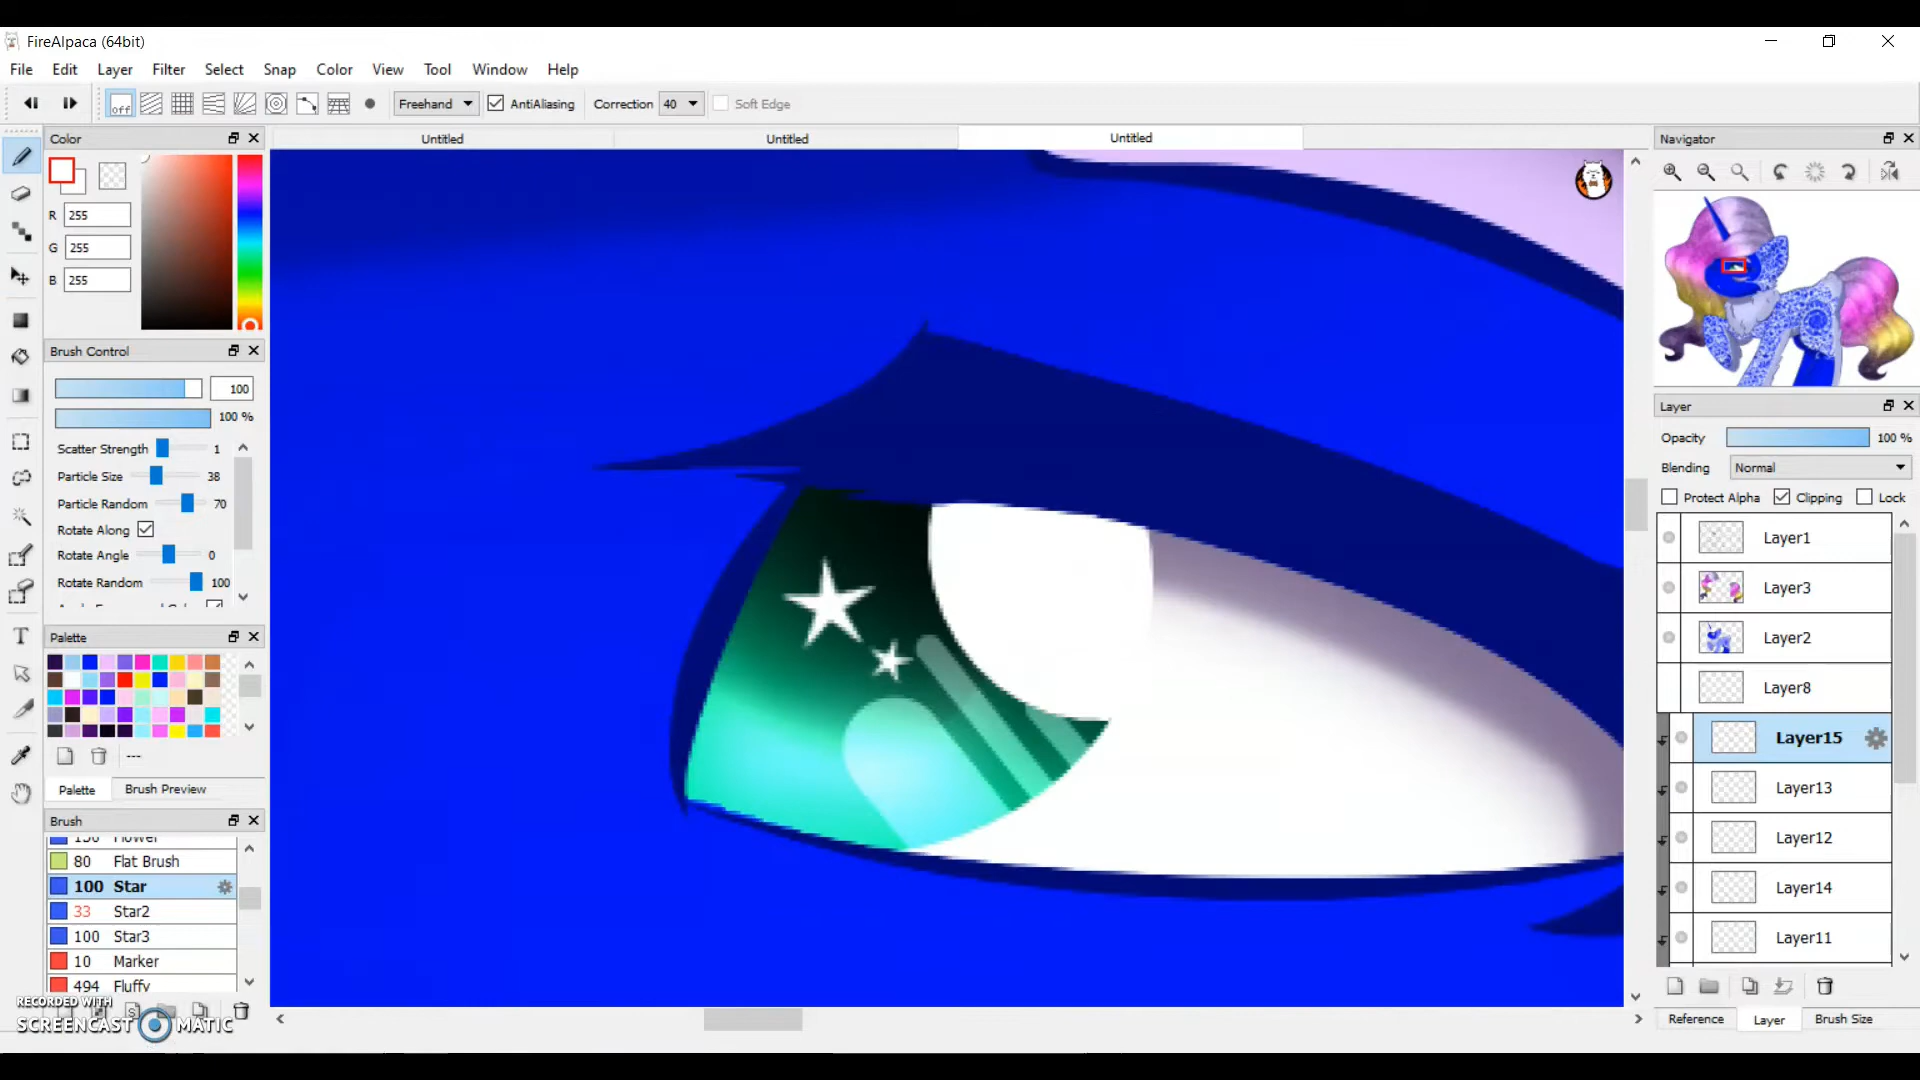 FireAlpaca (64bit)
File Edit Layer Filter Select Snap Color View Tool Window Help
off Freehand AntiAliasing Correction 40 Soft Edge
Color
R 255
G 255
B 255
Brush Control
100
100 %
Scatter Strength 1
Particle Size 38
Particle Random 70
Rotate Along
Rotate Angle 0
Rotate Random 100
Palette
---
Palette Brush Preview
Brush
150 Flower
80 Flat Brush
100 Star
33 Star2
100 Star3
10 Marker
494 Fluffy
RECORDED WITH
SCREENCAST MATIC
Untitled Untitled Untitled
Navigator
Layer
Opacity 100 %
Blending Normal
Protect Alpha Clipping Lock
Layer1
Layer3
Layer2
Layer8
Layer15
Layer13
Layer12
Layer14
Layer11
Reference Layer Brush Size